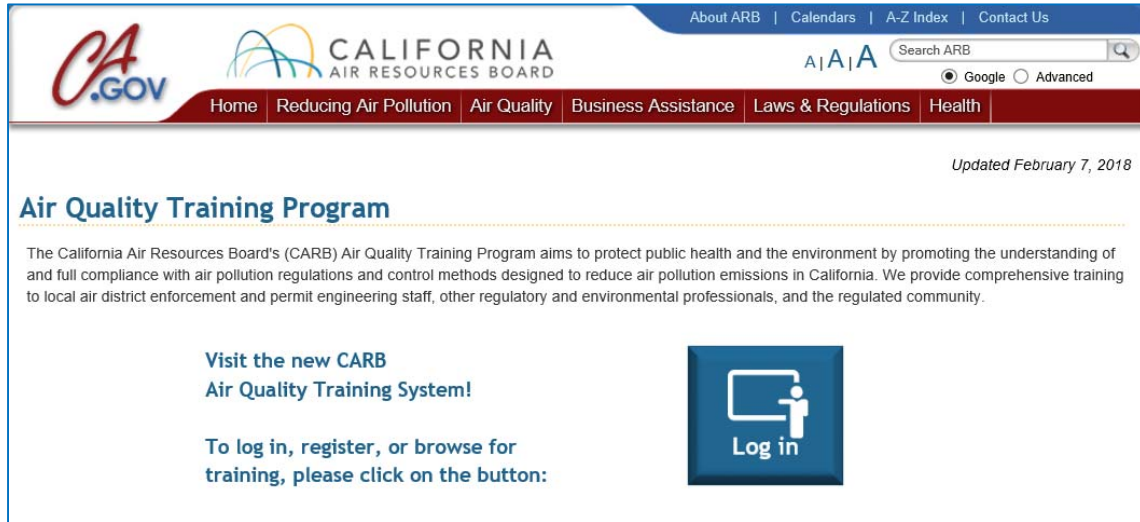 About ARB | Calendars | A-Z Index | Contact Us
CA
.GOV
CALIFORNIA
AIR RESOURCES BOARD
A | A | A
Search ARB
Google Advanced
Home Reducing Air Pollution Air Quality Business Assistance Laws & Regulations Health
Updated February 7, 2018
Air Quality Training Program
The California Air Resources Board's (CARB) Air Quality Training Program aims to protect public health and the environment by promoting the understanding of
and full compliance with air pollution regulations and control methods designed to reduce air pollution emissions in California. We provide comprehensive training
to local air district enforcement and permit engineering staff, other regulatory and environmental professionals, and the regulated community.
Visit the new CARB
Air Quality Training System!
To log in, register, or browse for
training, please click on the button:
Log in